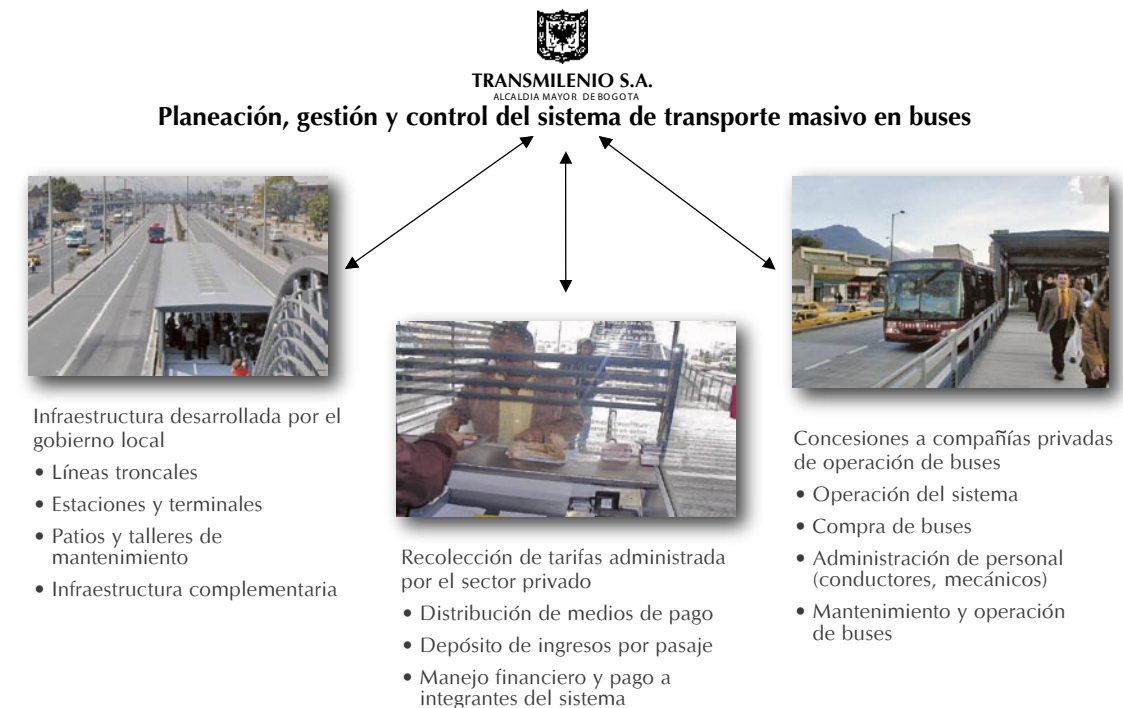 TRANSMILENIO S.A.
ALCALDIA MAYOR DE BOGOTA
Planeación, gestión y control del sistema de transporte masivo en buses
Infraestructura desarrollada por el
gobierno local
• Líneas troncales
• Estaciones y terminales
• Patios y talleres de
mantenimiento
• Infraestructura complementaria
Recolección de tarifas administrada
por el sector privado
• Distribución de medios de pago
• Depósito de ingresos por pasaje
• Manejo financiero y pago a
integrantes del sistema
TransMilenio
Concesiones a compañías privadas
de operación de buses
• Operación del sistema
• Compra de buses
• Administración de personal
(conductores, mecánicos)
• Mantenimiento y operación
de buses